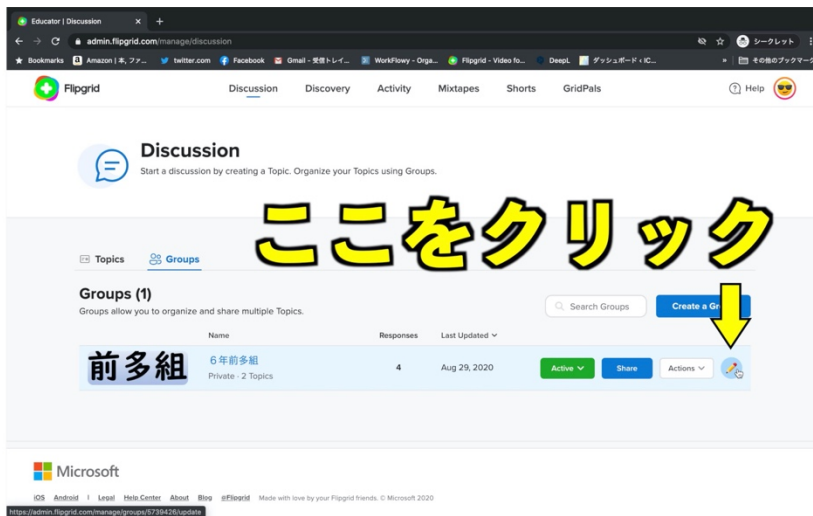 Educator | Discussion
admin.flipgrid.com/manage/discussion
シークレット
Bookmarks Amazon | 本, ファ... twitter.com Facebook Gmail - 受信トレイ... WorkFlowy - Orga... Flipgrid - Video fo... DeepL ダッシュボード ‹ IC... » その他のブックマーク
Flipgrid Discussion Discovery Activity Mixtapes Shorts GridPals Help
Discussion
Start a discussion by creating a Topic. Organize your Topics using Groups.
ここをクリック
Topics Groups
Groups (1)
Groups allow you to organize and share multiple Topics.
Search Groups Create a Gr
Name Responses Last Updated
前多組 6年前多組 4 Aug 29, 2020 Active Share Actions
Private · 2 Topics
Microsoft
iOS Android | Legal Help Center About Blog @Flipgrid Made with love by your Flipgrid friends. © Microsoft 2020
https://admin.flipgrid.com/manage/groups/5739426/update